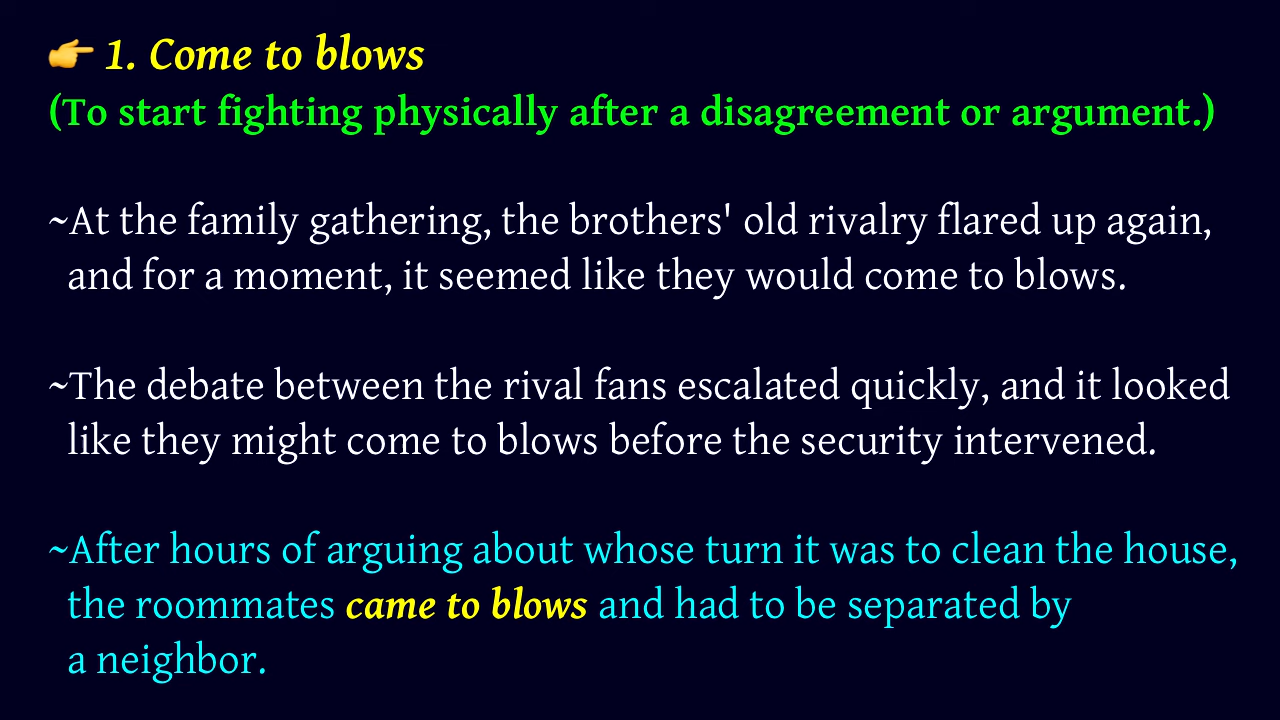 👉 1. Come to blows
(To start fighting physically after a disagreement or argument.)
~At the family gathering, the brothers' old rivalry flared up again,
and for a moment, it seemed like they would come to blows.
~The debate between the rival fans escalated quickly, and it looked
like they might come to blows before the security intervened.
~After hours of arguing about whose turn it was to clean the house,
the roommates came to blows and had to be separated by
a neighbor.